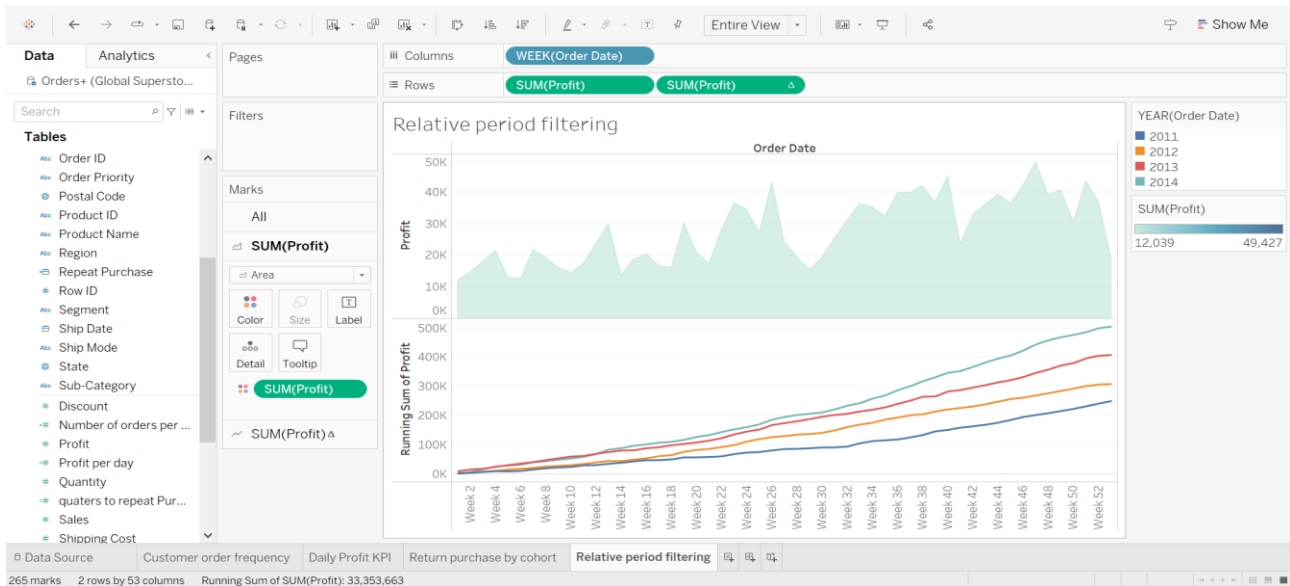 Entire View
Show Me
Data
Analytics
Orders+ (Global Supersto...
Search
Tables
Abc Order ID
Abc Order Priority
Postal Code
Abc Product ID
Abc Product Name
Abc Region
Repeat Purchase
# Row ID
Abc Segment
Ship Date
Abc Ship Mode
State
Abc Sub-Category
# Discount
# Number of orders per ...
# Profit
# Profit per day
# Quantity
# quaters to repeat Pur...
# Sales
# Shipping Cost
Pages
Filters
Marks
All
SUM(Profit)
Area
Color
Size
Label
Detail
Tooltip
SUM(Profit)
SUM(Profit) Δ
Columns
WEEK(Order Date)
Rows
SUM(Profit)
SUM(Profit) Δ
Relative period filtering
Order Date
Profit
50K
40K
30K
20K
10K
0K
Running Sum of Profit
500K
400K
300K
200K
100K
0K
Week 2
Week 4
Week 6
Week 8
Week 10
Week 12
Week 14
Week 16
Week 18
Week 20
Week 22
Week 24
Week 26
Week 28
Week 30
Week 32
Week 34
Week 36
Week 38
Week 40
Week 42
Week 44
Week 46
Week 48
Week 50
Week 52
YEAR(Order Date)
2011
2012
2013
2014
SUM(Profit)
12,039 49,427
Data Source
Customer order frequency
Daily Profit KPI
Return purchase by cohort
Relative period filtering
265 marks 2 rows by 53 columns Running Sum of SUM(Profit): 33,353,663